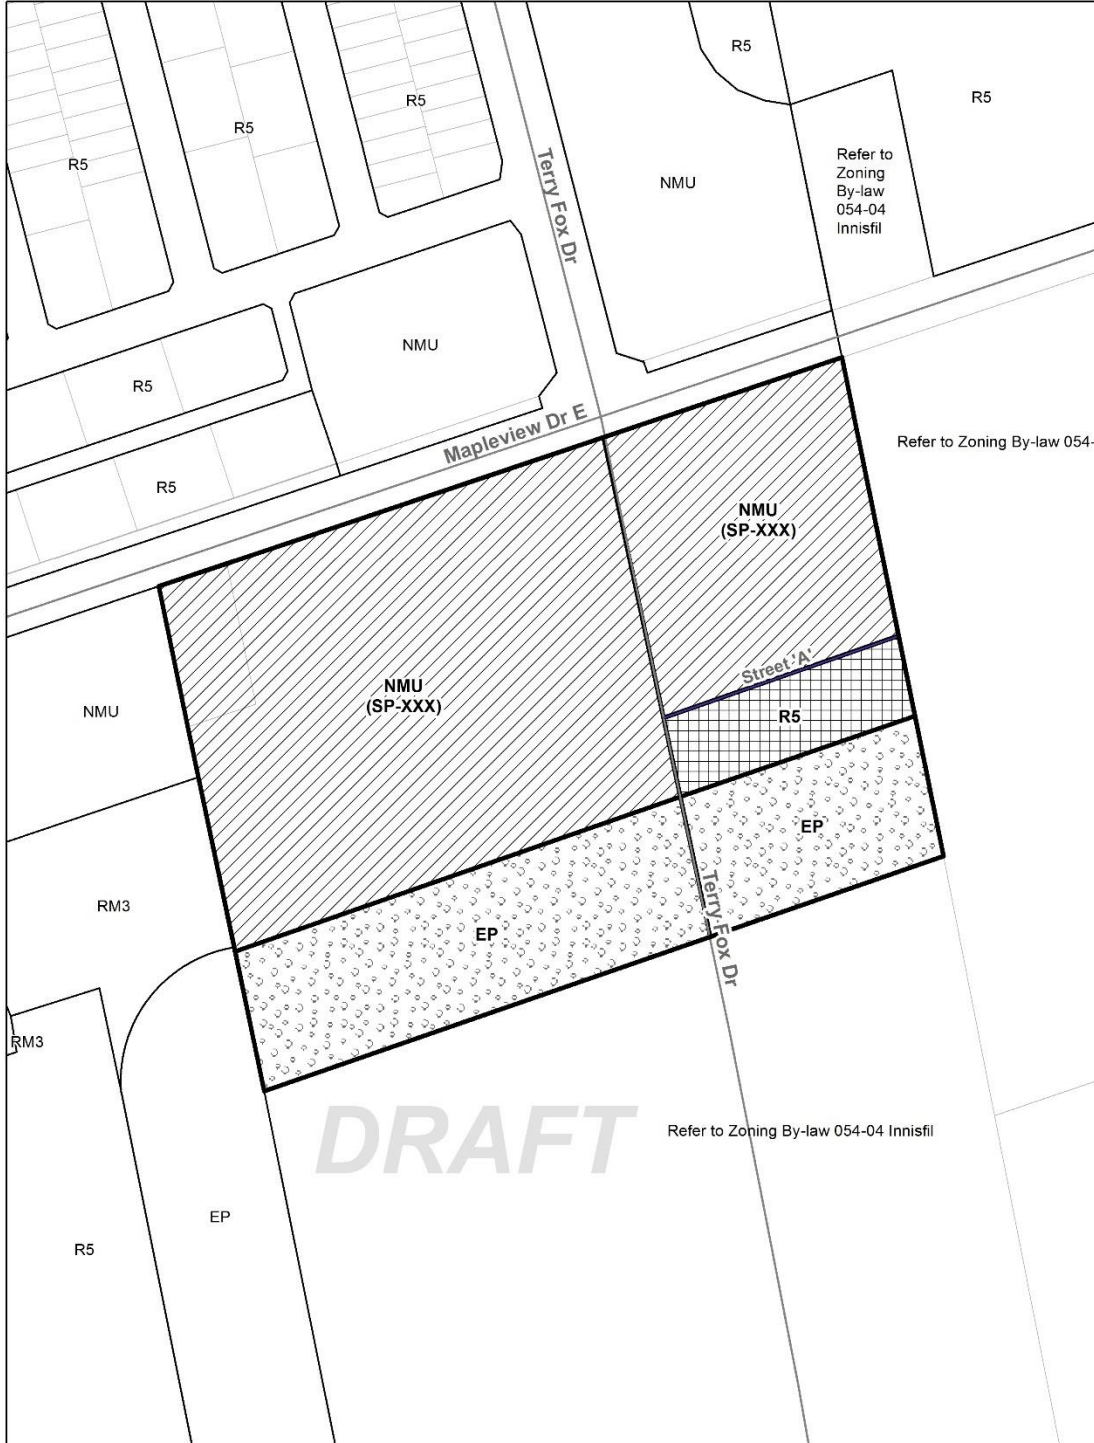 R5
R5
R5
R5
R5
Terry Fox Dr
NMU
Refer to
Zoning
By-law
054-04
Innisfil
NMU
R5
Mapleview Dr E
Refer to Zoning By-law 054-
R5
NMU
(SP-XXX)
Street 'A'
NMU
(SP-XXX)
NMU
R5
EP
Terry Fox Dr
RM3
EP
RM3
DRAFT
Refer to Zoning By-law 054-04 Innisfil
EP
R5